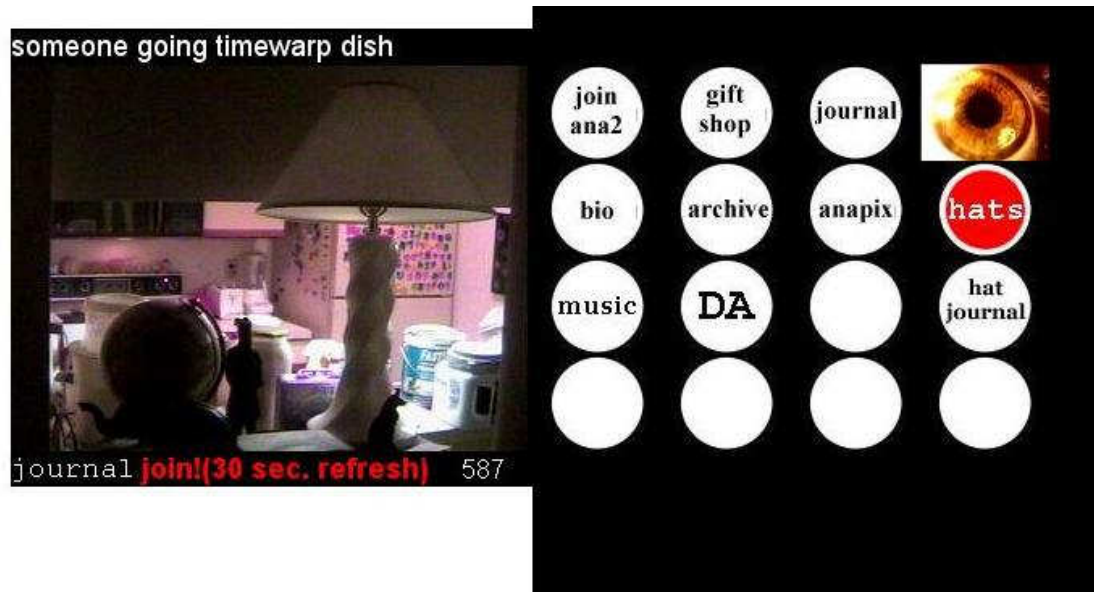 someone going timewarp dish
join
ana2
gift
shop
journal
bio
archive
anapix
hats
music
DA
hat
journal
journal join!(30 sec. refresh) 587